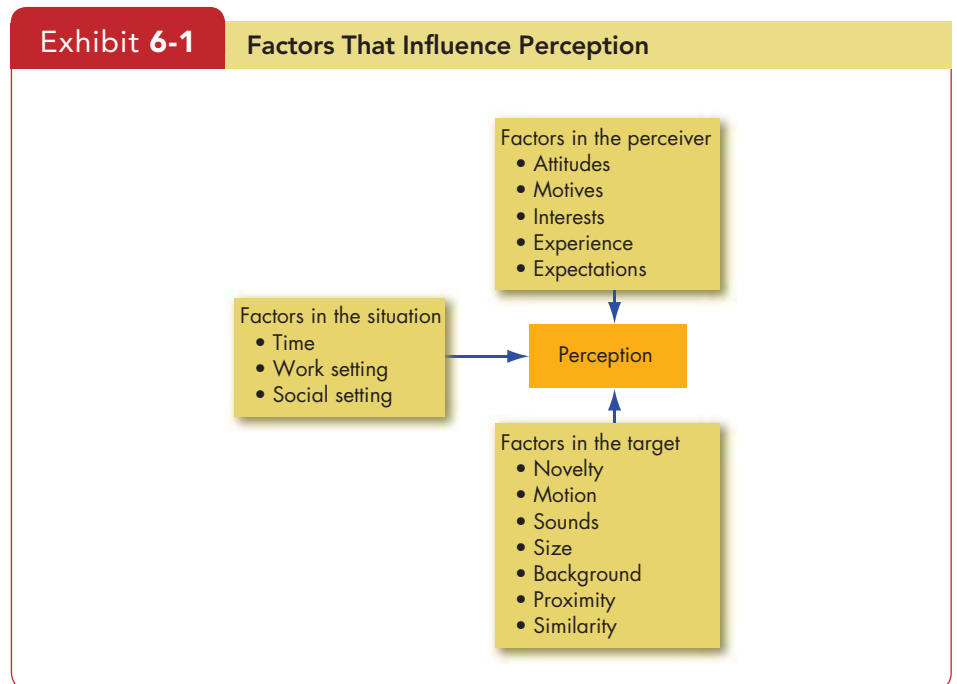 Exhibit 6-1
Factors That Influence Perception
Factors in the perceiver
• Attitudes
• Motives
• Interests
• Experience
• Expectations
Factors in the situation
• Time
• Work setting
• Social setting
Perception
Factors in the target
• Novelty
• Motion
• Sounds
• Size
• Background
• Proximity
• Similarity